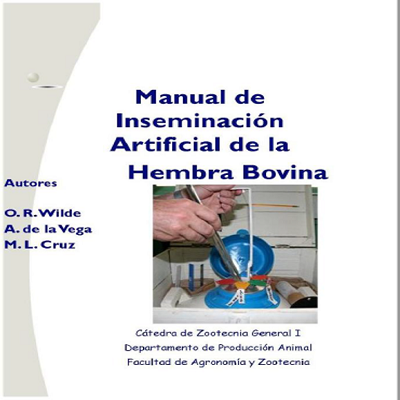 Manual de
Inseminación
Artificial de la
Hembra Bovina
Autores
O. R. Wilde
A. de la Vega
M. L. Cruz
Cátedra de Zootecnia General I
Departamento de Producción Animal
Facultad de Agronomía y Zootecnia